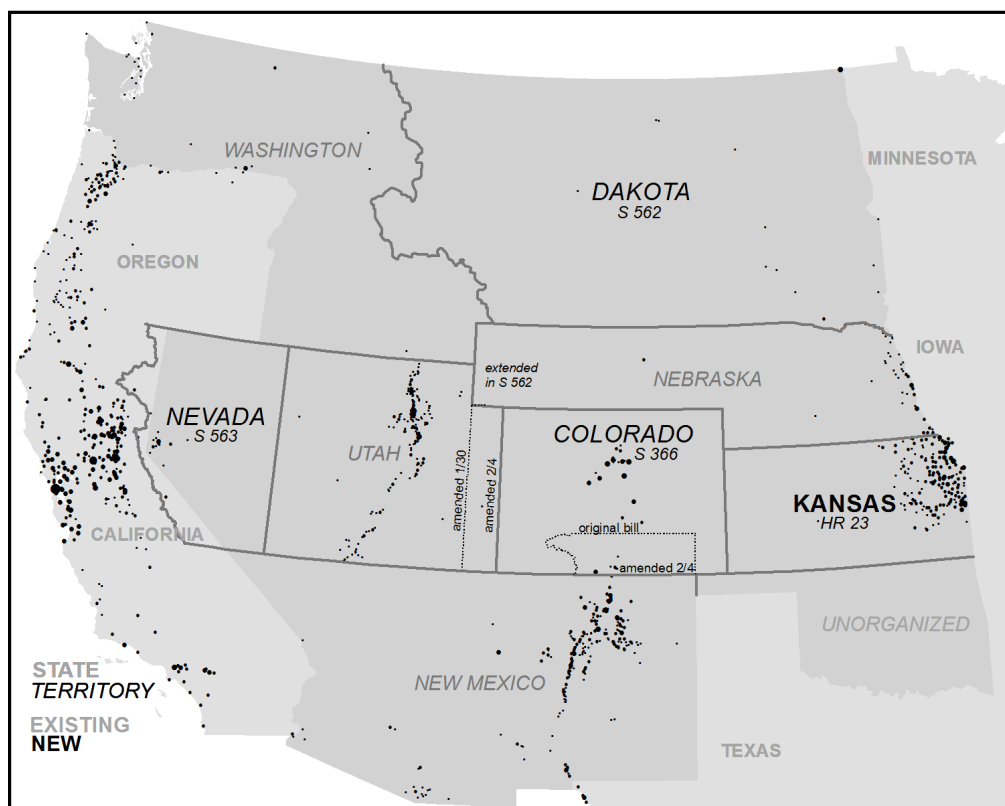 WASHINGTON
MINNESOTA
DAKOTA
S 562
OREGON
IOWA
extended
in S 562
NEBRASKA
NEVADA
S 563
UTAH
COLORADO
S 366
amended 1/30
amended 2/4
KANSAS
HR 23
CALIFORNIA
original bill
amended 2/4
UNORGANIZED
NEW MEXICO
TEXAS
STATE
TERRITORY
EXISTING
NEW